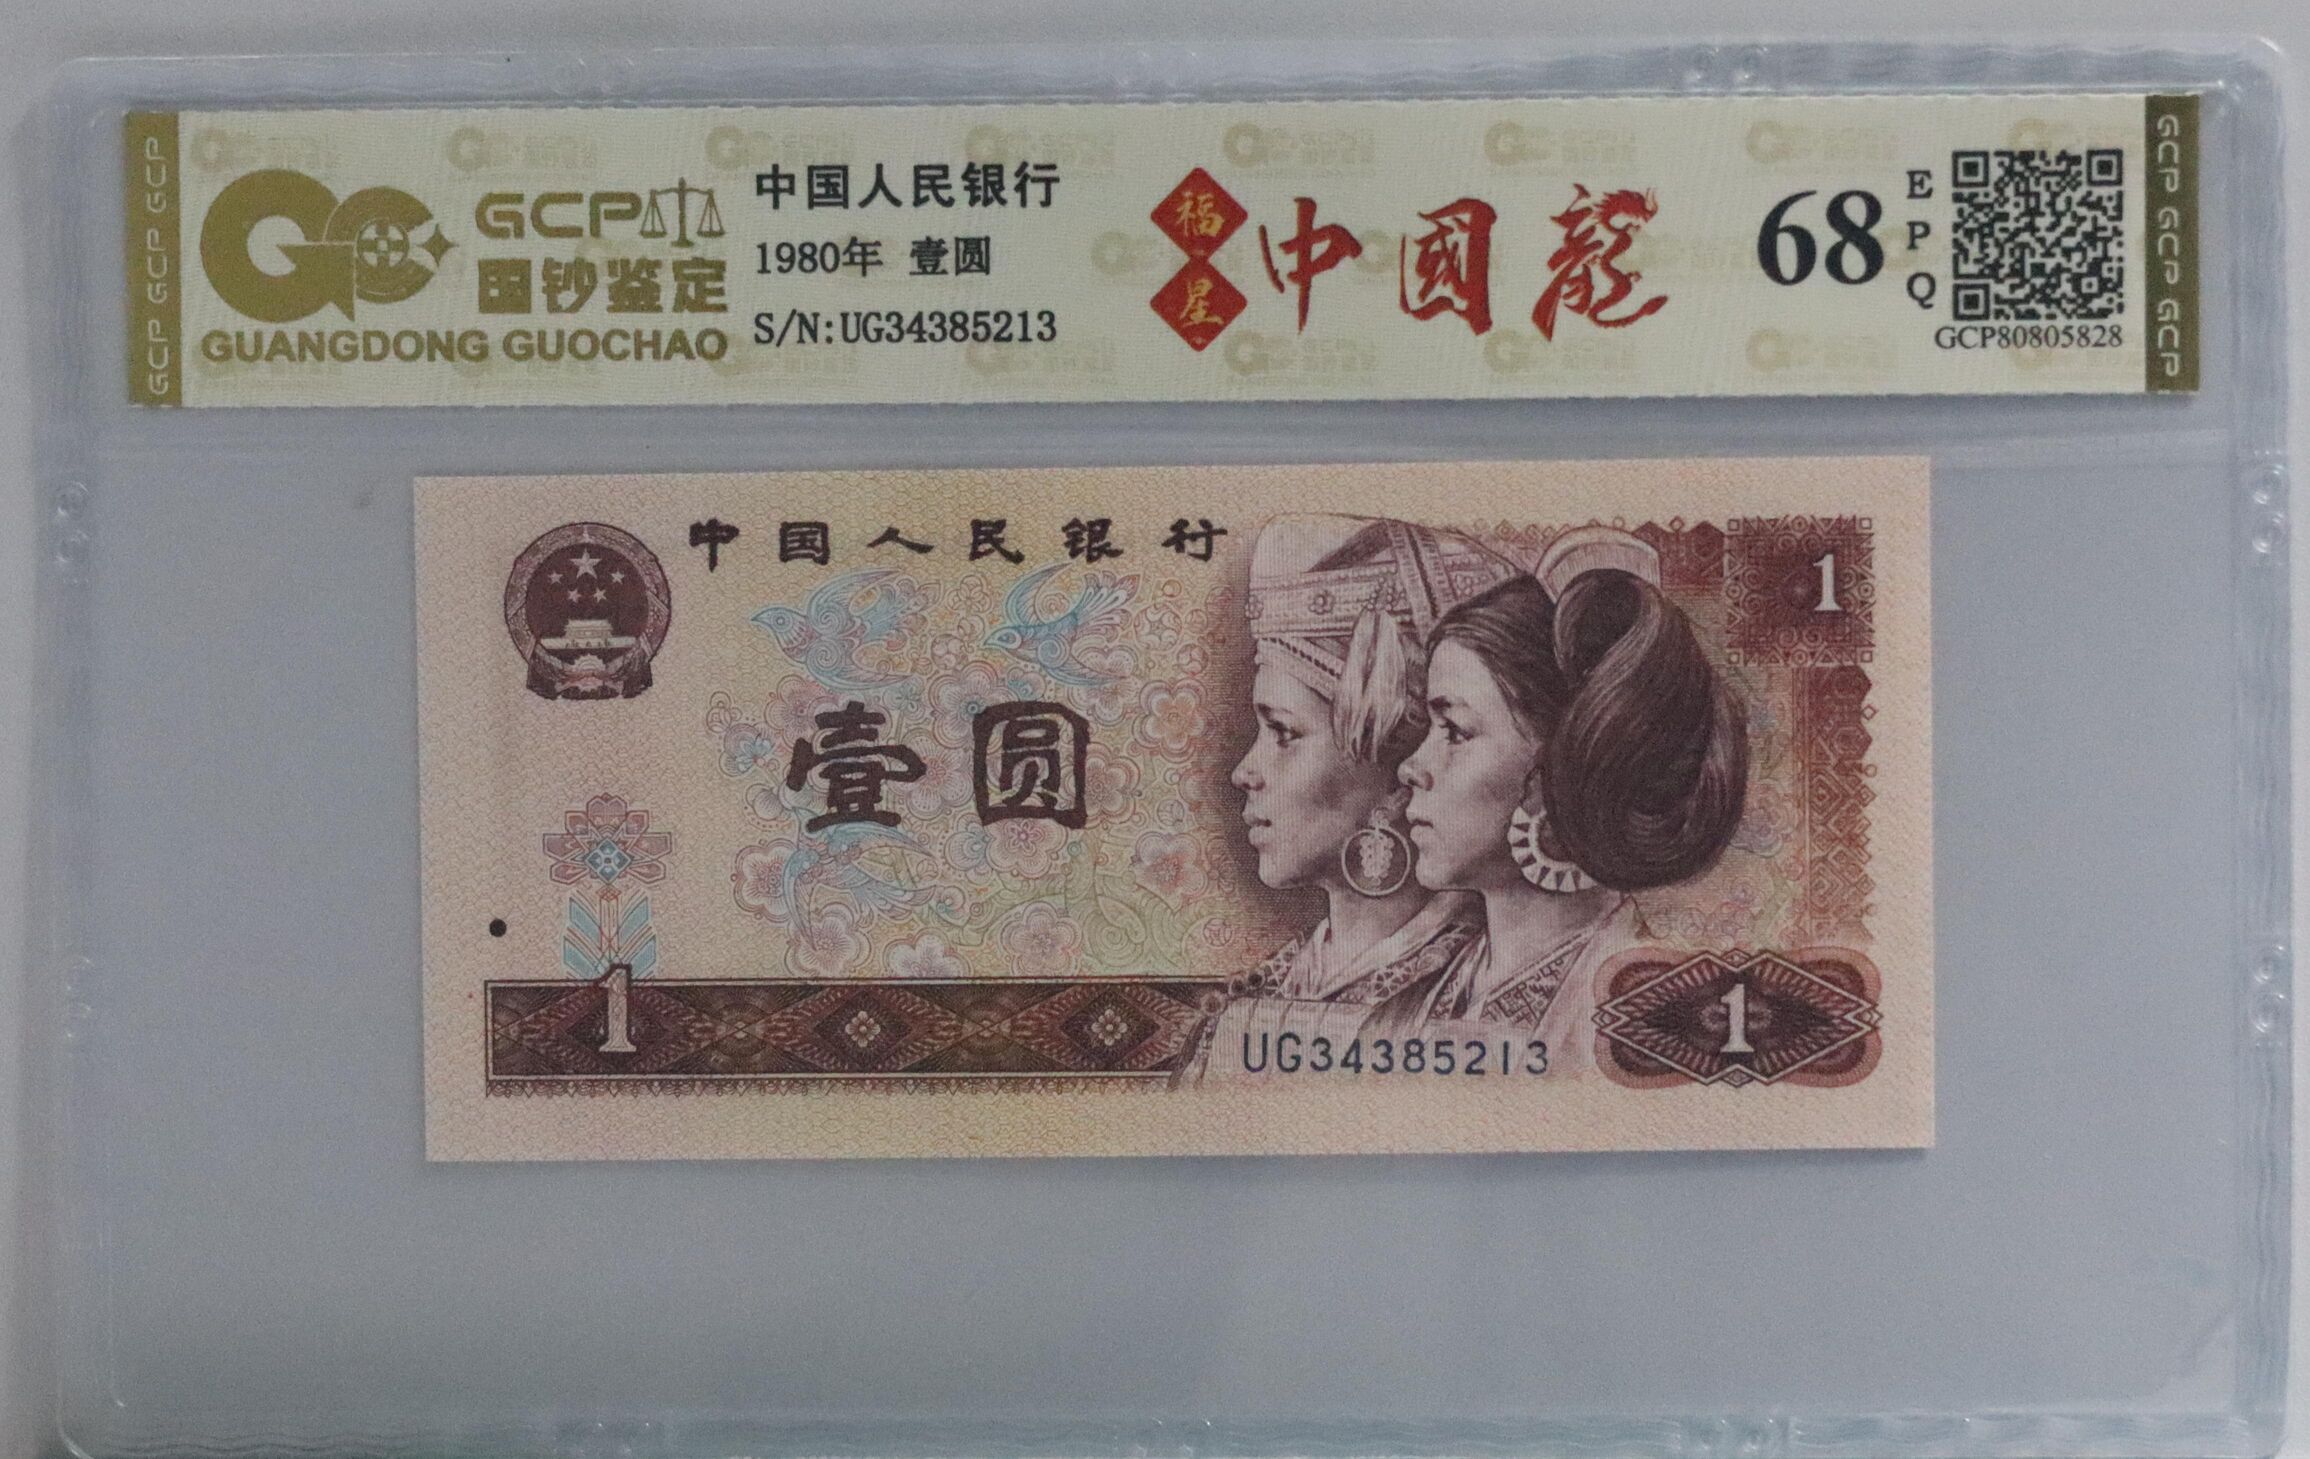 GCP GCP GCP
GCP
国钞鉴定
GUANGDONG GUOCHAO
中国人民银行
1980年 壹圆
S/N:UG34385213
福星
中國龍
68
EPQ
GCP80805828
GCP GCP GCP
中国人民银行
1
壹圆
1
UG34385213
1